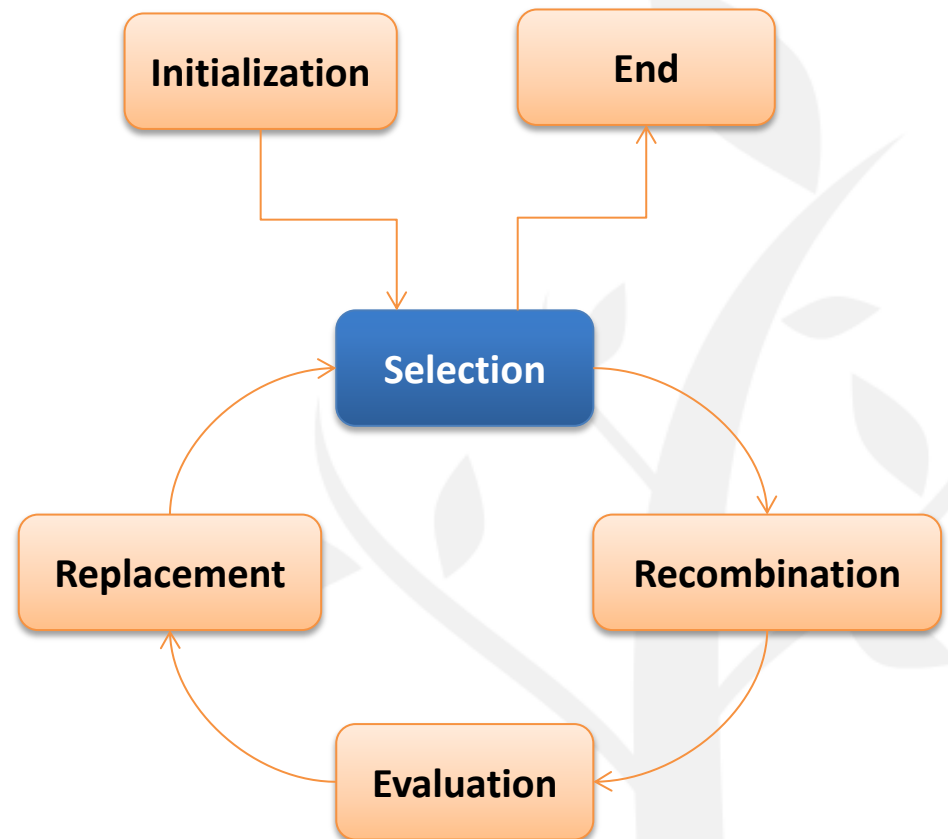 Initialization
End
Selection
Replacement
Recombination
Evaluation